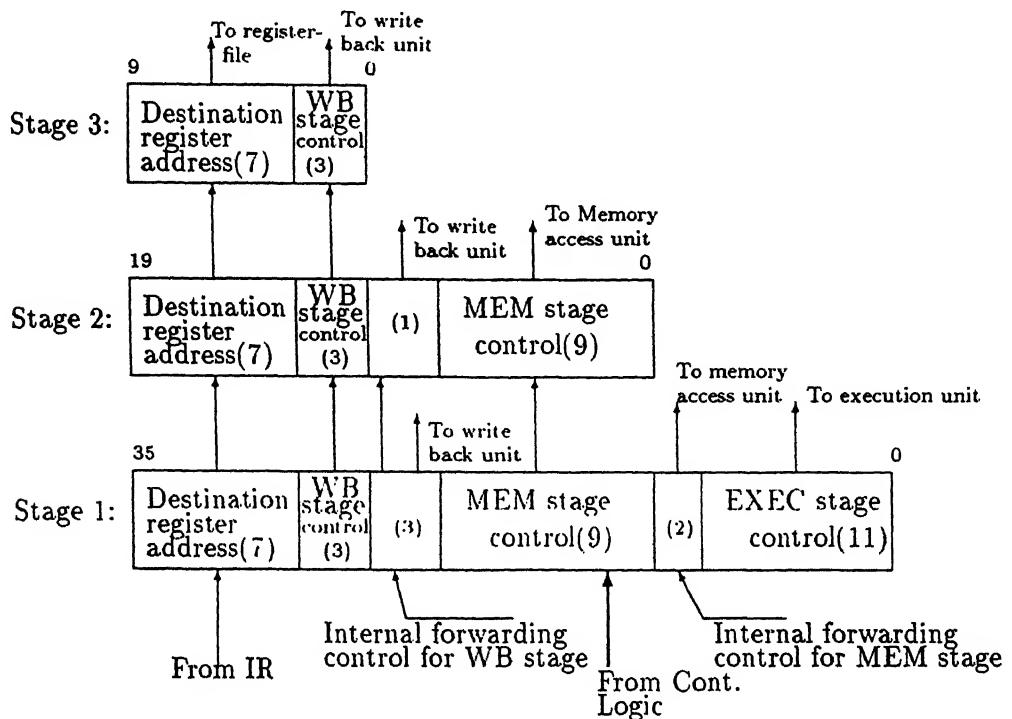 To register-
file
To write
back unit
9
0
Stage 3:
Destination
register
address(7)
WB
stage
control
(3)
To write
back unit
To Memory
access unit
19
0
Stage 2:
Destination
register
address(7)
WB
stage
control
(3)
(1)
MEM stage
control(9)
To memory
access unit
To execution unit
To write
back unit
35
0
Stage 1:
Destination
register
address(7)
WB
stage
control
(3)
(3)
MEM stage
control(9)
(2)
EXEC stage
control(11)
From IR
Internal forwarding
control for WB stage
From Cont.
Logic
Internal forwarding
control for MEM stage